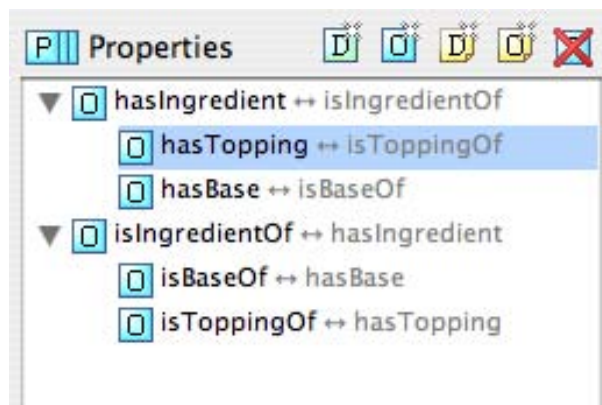 P Properties D O D O
O hasIngredient ↔ isIngredientOf
O hasTopping ↔ isToppingOf
O hasBase ↔ isBaseOf
O isIngredientOf ↔ hasIngredient
O isBaseOf ↔ hasBase
O isToppingOf ↔ hasTopping